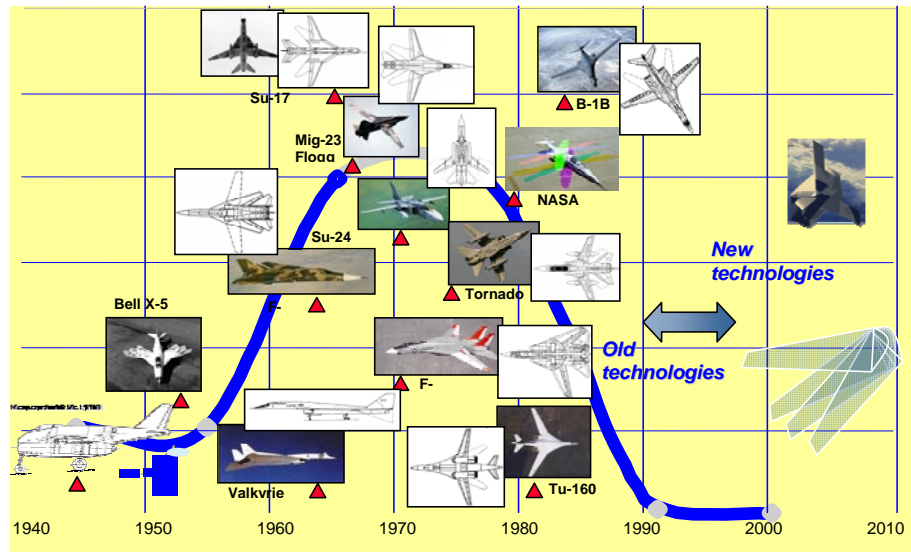 Su-17
B-1B
Mig-23
Flogg
NASA
Su-24
New
technologies
F-
Tornado
Bell X-5
Old
technologies
F-
Valkvrie
Tu-160
1940
1950
1960
1970
1980
1990
2000
2010